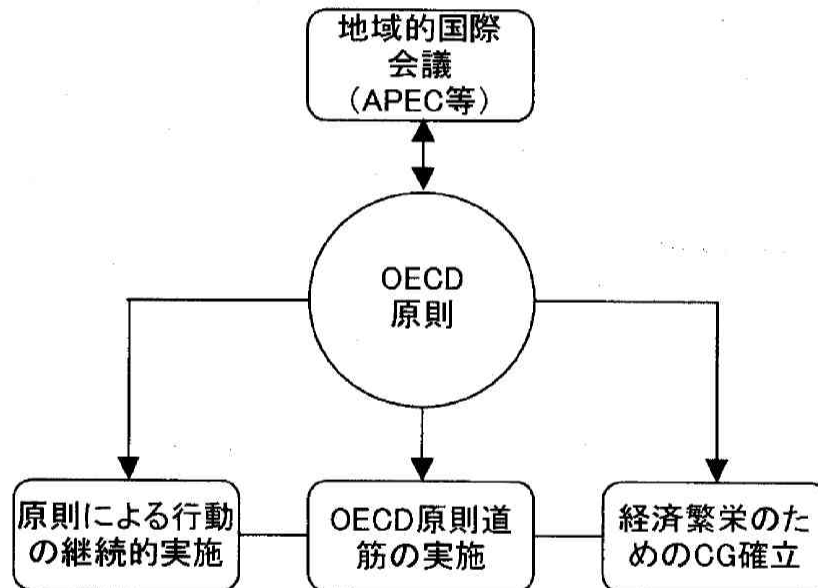 地域的国際
会議
（APEC等）
OECD
原則
原則による行動
の継続的実施
OECD原則道
筋の実施
経済繁栄のた
めのCG確立